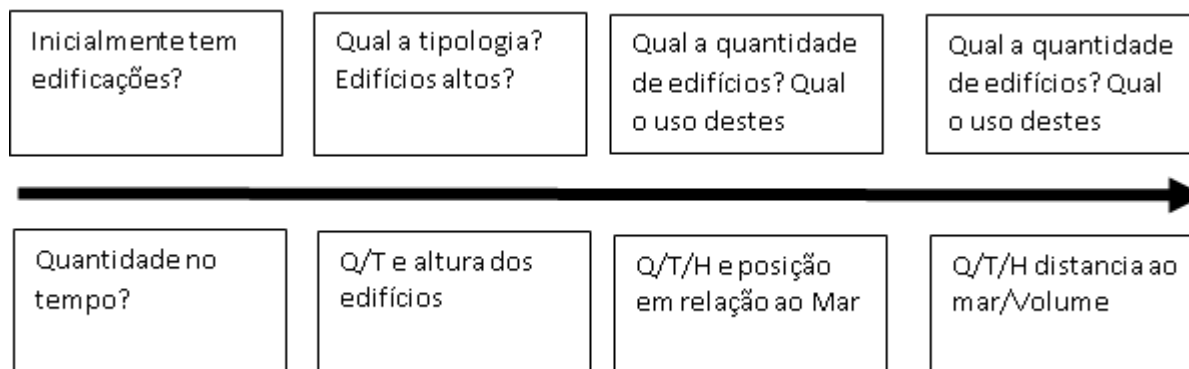 Inicialmente tem
edificações?
Qual a tipologia?
Edifícios altos?
Qual a quantidade
de edifícios? Qual
o uso destes
Qual a quantidade
de edifícios? Qual
o uso destes
Quantidade no
tempo?
Q/T e altura dos
edifícios
Q/T/H e posição
em relação ao Mar
Q/T/H distancia ao
mar/Volume